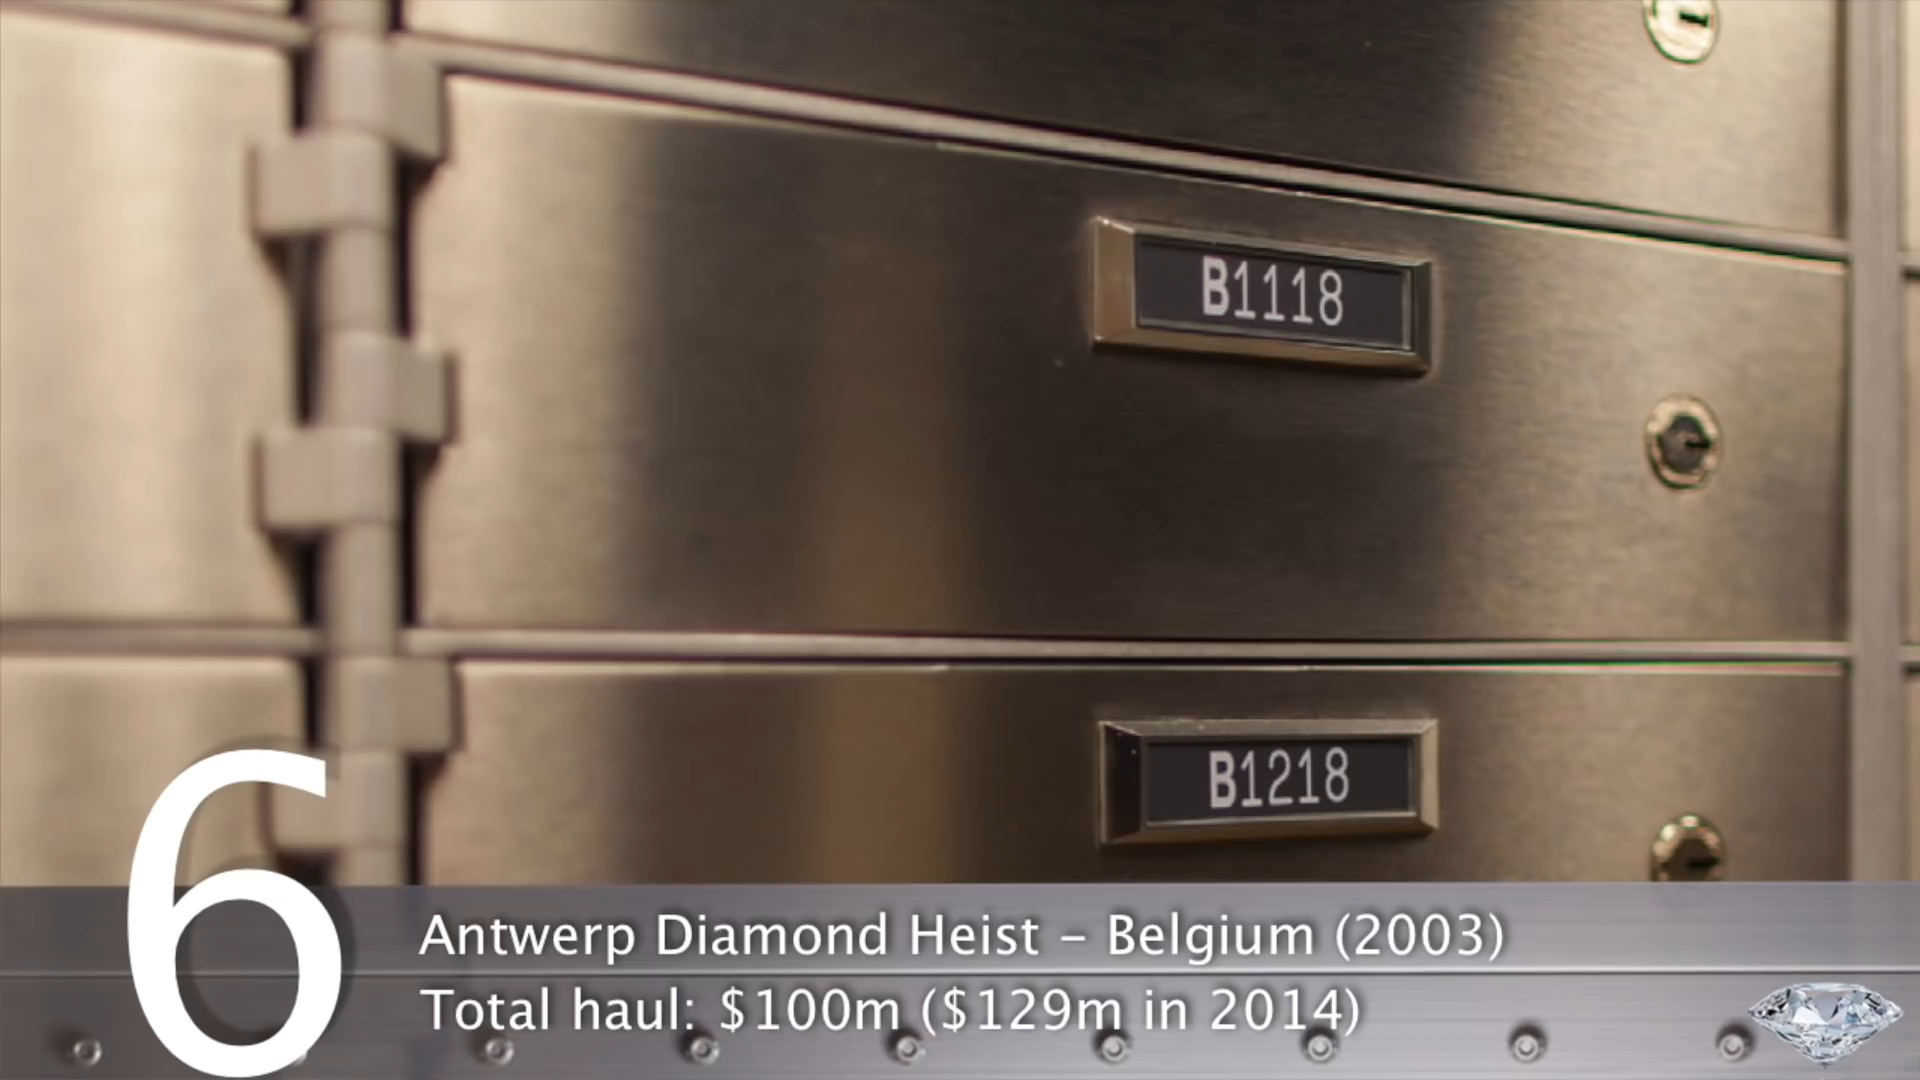 B1118
B1218
6
Antwerp Diamond Heist – Belgium (2003)
Total haul: $100m ($129m in 2014)